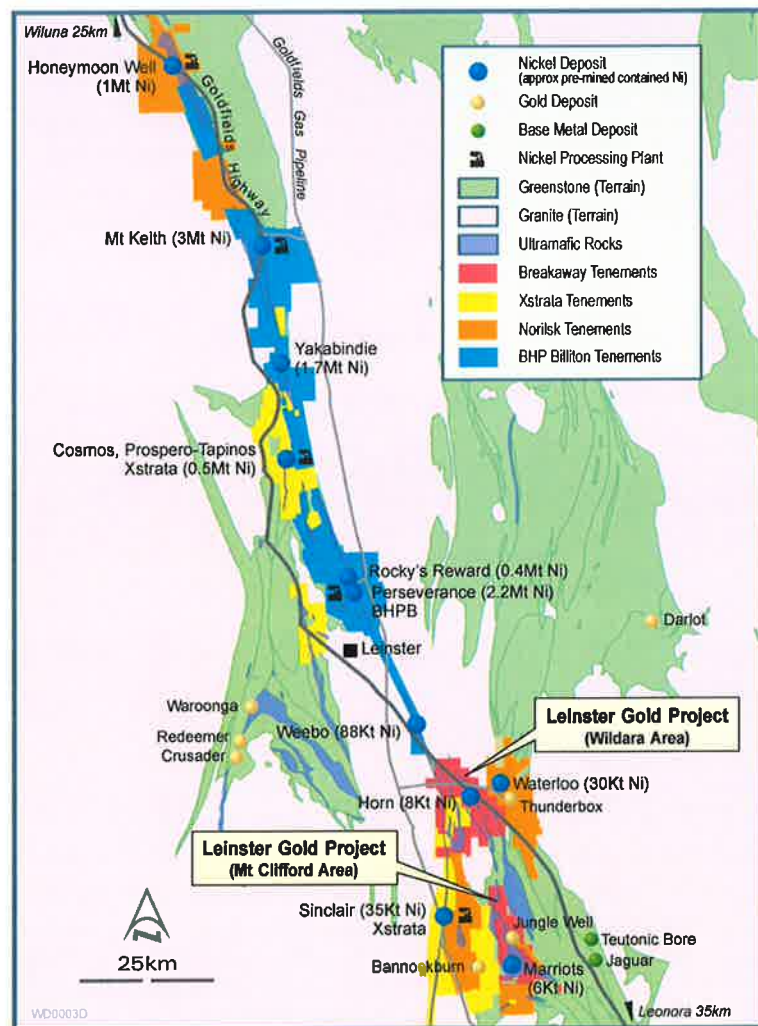 Wiluna 25km
Honeymoon Well
(1Mt Ni)
Goldfields Highway
Goldfields Gas Pipeline
Nickel Deposit
(approx pre-mined contained Ni)
Gold Deposit
Base Metal Deposit
Nickel Processing Plant
Greenstone (Terrain)
Granite (Terrain)
Ultramafic Rocks
Breakaway Tenements
Xstrata Tenements
Norilsk Tenements
BHP Billiton Tenements
Mt Keith (3Mt Ni)
Yakabindie
(1.7Mt Ni)
Cosmos, Prospero-Tapinos
Xstrata (0.5Mt Ni)
Rocky's Reward (0.4Mt Ni)
Perseverance (2.2Mt Ni)
BHPB
Darlot
Leinster
Waroonga
Redeemer
Crusader
Weebo (88Kt Ni)
Leinster Gold Project
(Wildara Area)
Waterloo (30Kt Ni)
Thunderbox
Horn (8Kt Ni)
Leinster Gold Project
(Mt Clifford Area)
Sinclair (35Kt Ni)
Xstrata
Jungle Well
Teutonic Bore
Jaguar
Bannockburn
Marriots
(6Kt Ni)
25km
Leonora 35km
WD0003D